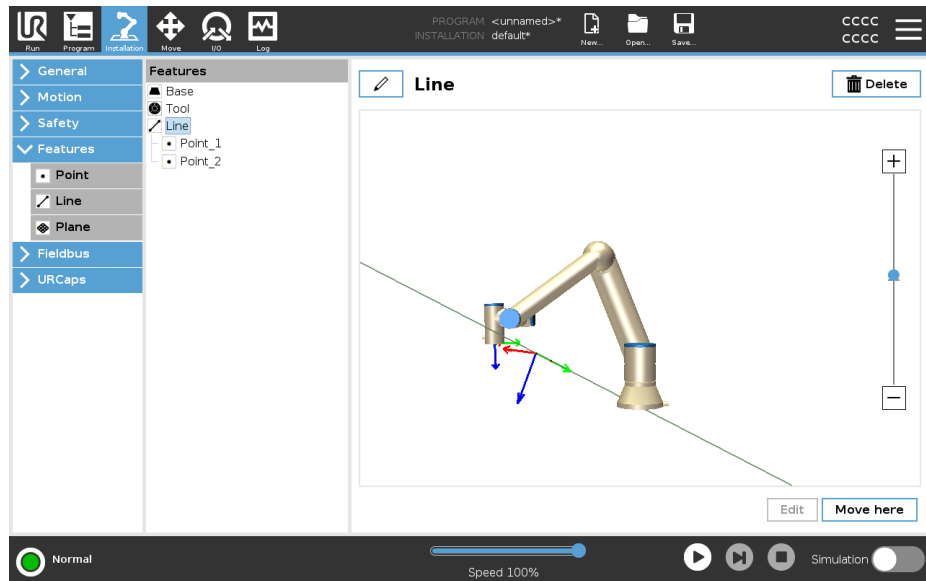 PROGRAM <unnamed>*
INSTALLATION default*
UR
Run
Program
Installation
Move
I/O
Log
New...
Open...
Save...
CCCC
CCCC
General
Motion
Safety
Features
Point
Line
Plane
Fieldbus
URCaps
Features
Base
Tool
Line
Point_1
Point_2
Line
Delete
Edit
Move here
Normal
Speed 100%
Simulation